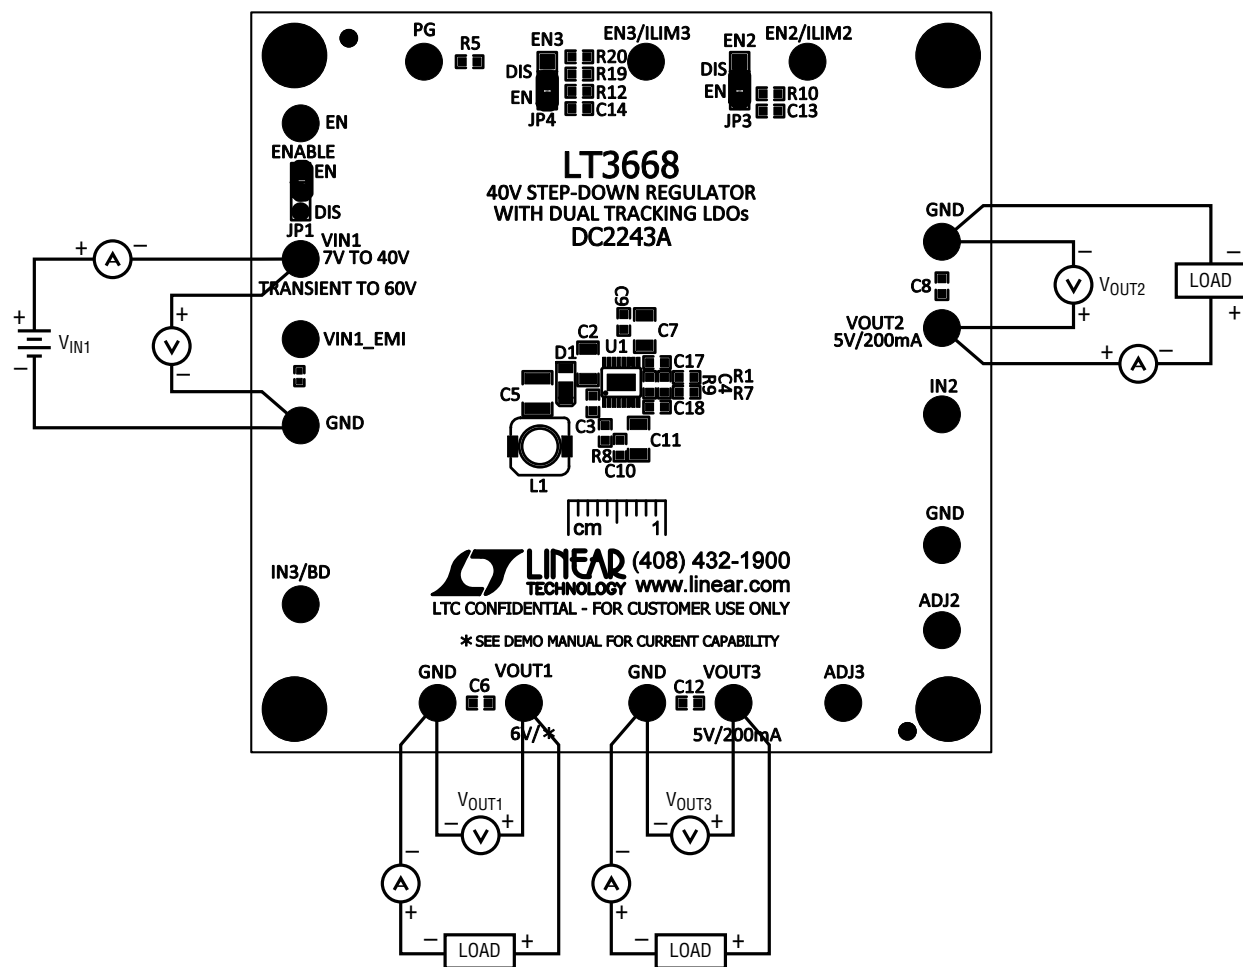 PG
R5
EN3
DIS
EN
JP4
R20
R19
R12
C14
EN3/ILIM3
EN2
DIS
EN
JP3
R10
C13
EN2/ILIM2
EN
ENABLE
EN
DIS
JP1
VIN1
7V TO 40V
TRANSIENT TO 60V
VIN1_EMI
GND
+ A −
+
VIN1
−
+
V
−
LT3668
40V STEP-DOWN REGULATOR
WITH DUAL TRACKING LDOs
DC2243A
GND
C8
VOUT2
5V/200mA
−
V
+
VOUT2
−
LOAD
+
+ A −
IN2
C9
C7
C2
U1
D1
C17
C5
R1
R7
R9
C4
C18
C3
C11
R8
C10
L1
cm 1
GND
ADJ2
IN3/BD
LINEAR
TECHNOLOGY
(408) 432-1900
www.linear.com
LTC CONFIDENTIAL - FOR CUSTOMER USE ONLY
* SEE DEMO MANUAL FOR CURRENT CAPABILITY
GND
C6
VOUT1
6V/*
GND
C12
VOUT3
5V/200mA
ADJ3
VOUT1
− V +
−
A
+
− LOAD +
VOUT3
− V +
−
A
+
− LOAD +